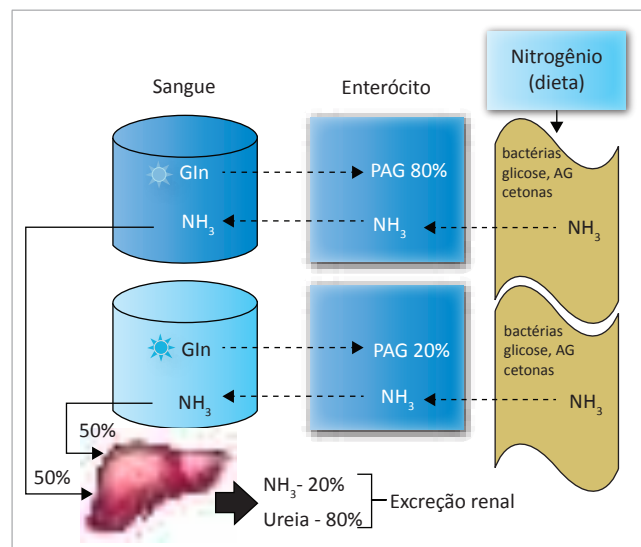 Nitrogênio
(dieta)
Sangue
Enterócito
bactérias
glicose, AG
cetonas
Gln
PAG 80%
NH₃
NH₃
NH₃
bactérias
glicose, AG
cetonas
Gln
PAG 20%
NH₃
NH₃
NH₃
50%
50%
NH₃- 20%
Ureia - 80%
Excreção renal